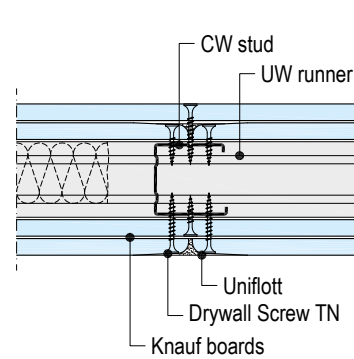 CW stud
UW runner
Uniflott
Drywall Screw TN
Knauf boards